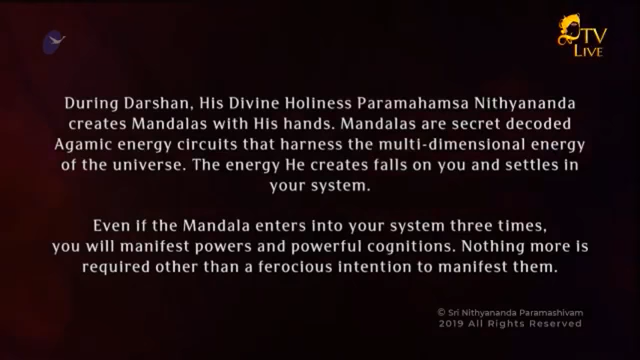 TV
LIVE
During Darshan, His Divine Holiness Paramahamsa Nithyananda
creates Mandalas with His hands. Mandalas are secret decoded
Agamic energy circuits that harness the multi-dimensional energy
of the universe. The energy He creates falls on you and settles in
your system.
Even if the Mandala enters into your system three times,
you will manifest powers and powerful cognitions. Nothing more is
required other than a ferocious intention to manifest them.
© Sri Nithyananda Paramashivam
2019 All Rights Reserved